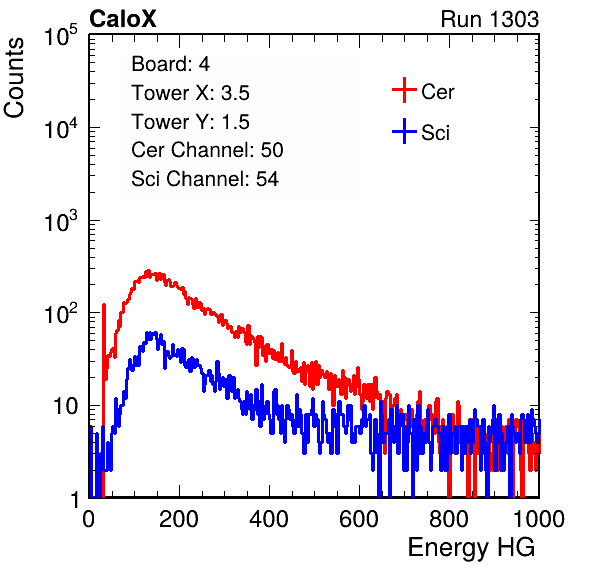 CaloX Run 1303
Counts
10^5
10^4
10^3
10^2
10
1
Board: 4
Tower X: 3.5
Tower Y: 1.5
Cer Channel: 50
Sci Channel: 54
Cer
Sci
0 200 400 600 800 1000
Energy HG